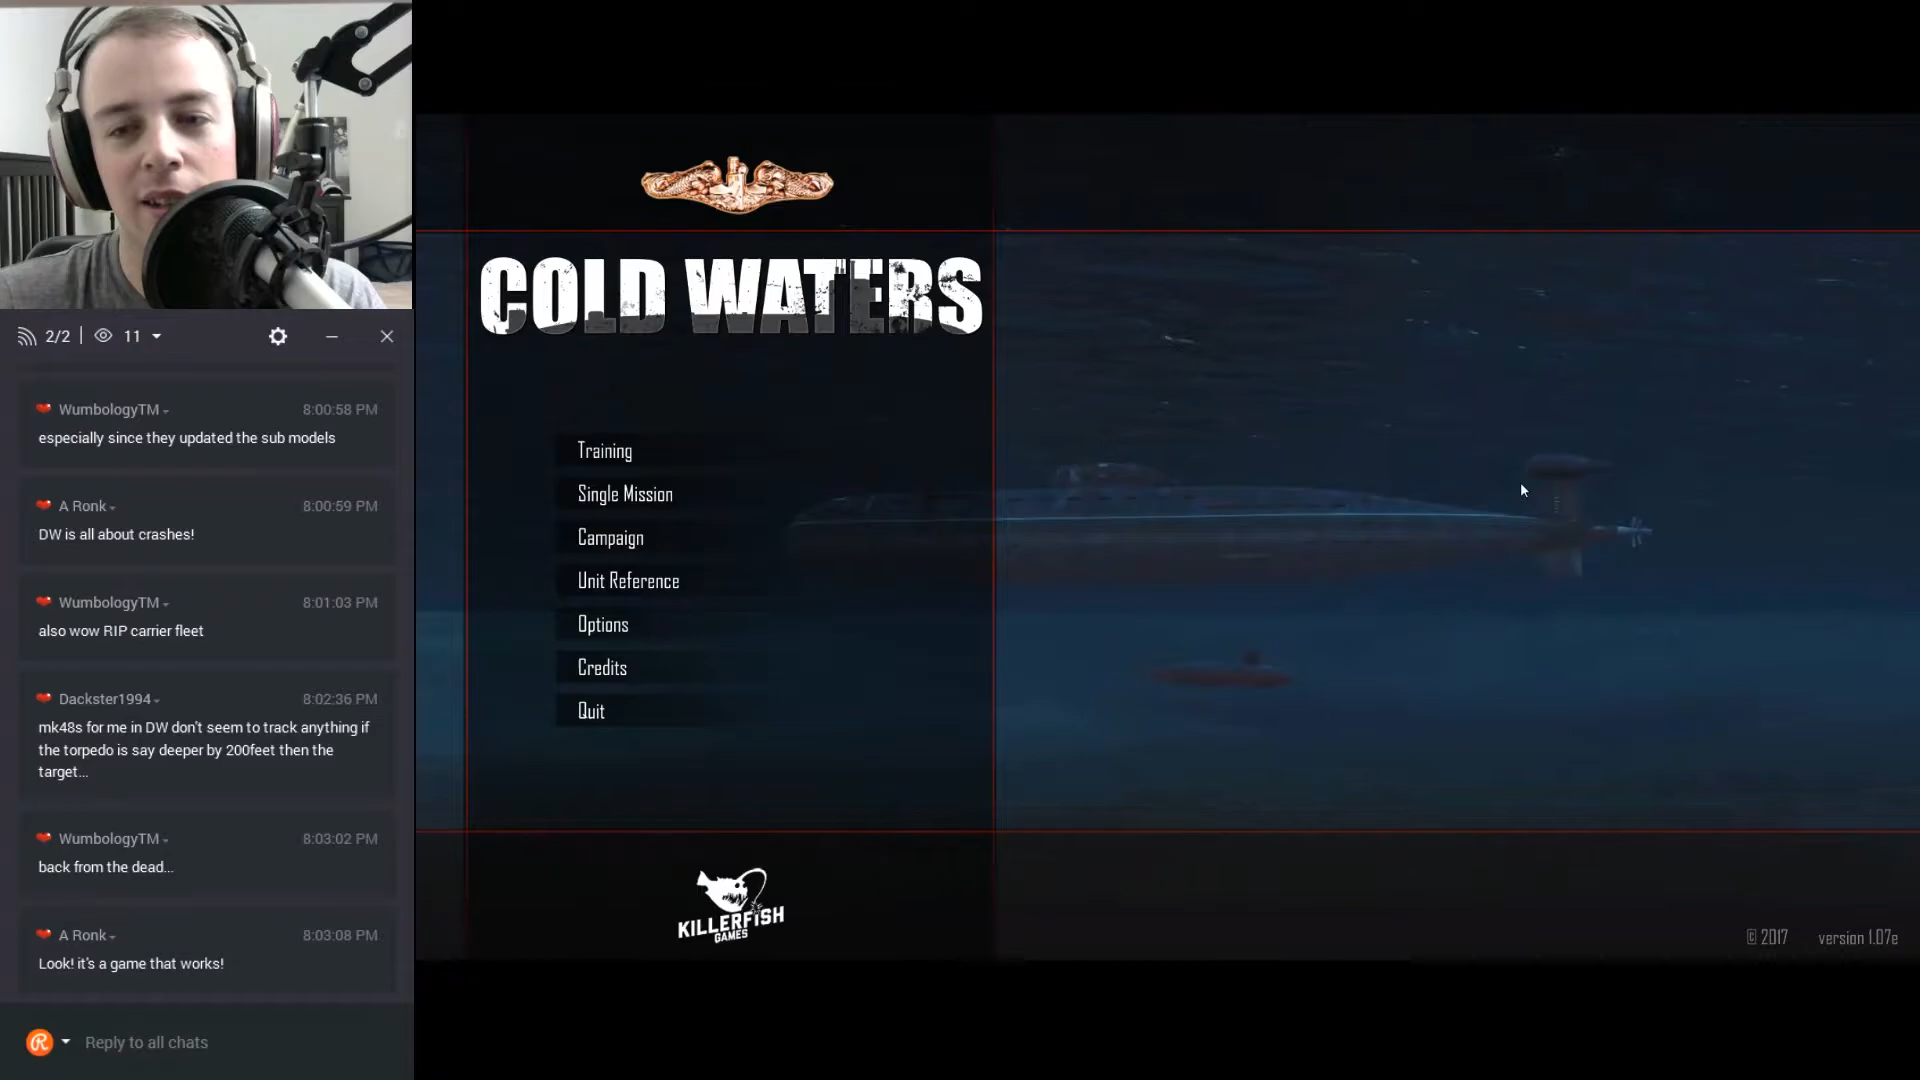 2/2 11
WumbologyTM 8:00:58 PM
especially since they updated the sub models
A Ronk 8:00:59 PM
DW is all about crashes!
WumbologyTM 8:01:03 PM
also wow RIP carrier fleet
Dackster1994 8:02:36 PM
mk48s for me in DW don't seem to track anything if
the torpedo is say deeper by 200feet then the
target...
WumbologyTM 8:03:02 PM
back from the dead...
A Ronk 8:03:08 PM
Look! it's a game that works!
R
Reply to all chats
COLD WATERS
Training
Single Mission
Campaign
Unit Reference
Options
Credits
Quit
KILLERFISH
GAMES
© 2017 version 1.07e